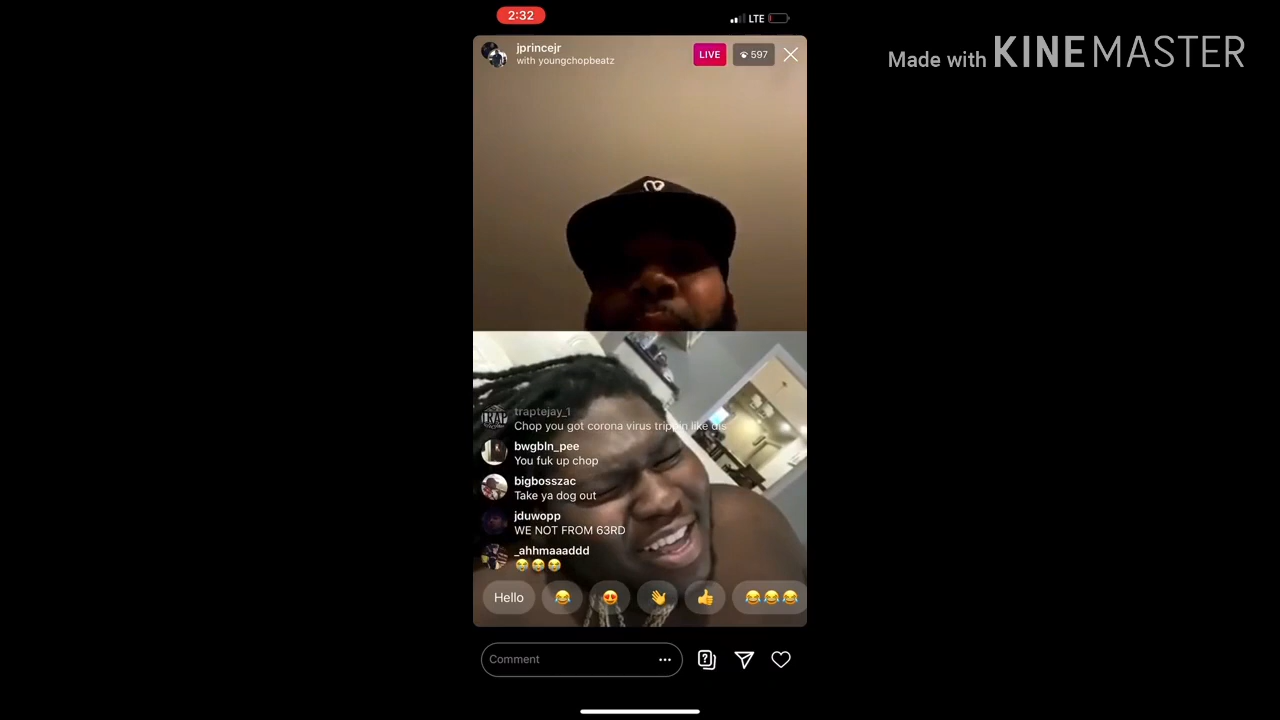 2:32
LTE
Made with KINEMASTER
jprincejr
with youngchopbeatz
LIVE
597
traptejay_1
Chop you got corona virus trippin like dis
bwgbln_pee
You fuk up chop
bigbosszac
Take ya dog out
jduwopp
WE NOT FROM 63RD
_ahhmaaaddd
😭😭😭
Hello 😂 😍 👋 👍 😂😂😂
Comment